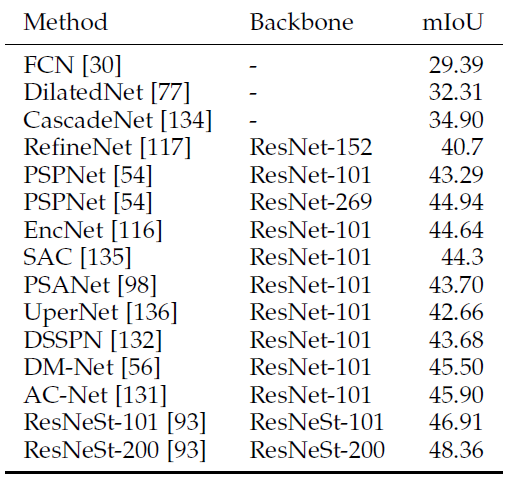 Method Backbone mIoU
FCN [30] - 29.39
DilatedNet [77] - 32.31
CascadeNet [134] - 34.90
RefineNet [117] ResNet-152 40.7
PSPNet [54] ResNet-101 43.29
PSPNet [54] ResNet-269 44.94
EncNet [116] ResNet-101 44.64
SAC [135] ResNet-101 44.3
PSANet [98] ResNet-101 43.70
UperNet [136] ResNet-101 42.66
DSSPN [132] ResNet-101 43.68
DM-Net [56] ResNet-101 45.50
AC-Net [131] ResNet-101 45.90
ResNeSt-101 [93] ResNeSt-101 46.91
ResNeSt-200 [93] ResNeSt-200 48.36